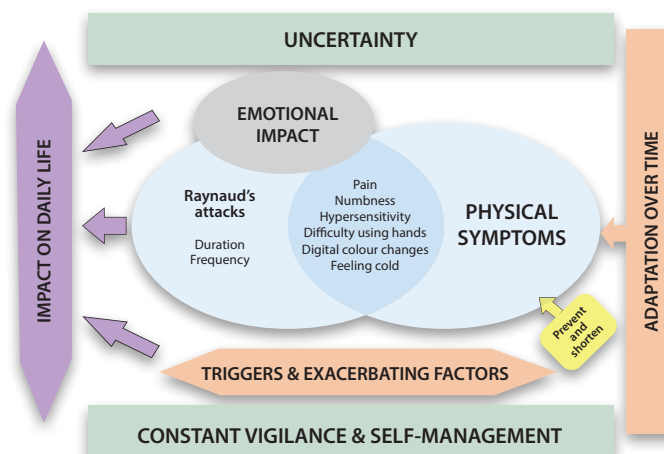 UNCERTAINTY
IMPACT ON DAILY LIFE
EMOTIONAL
IMPACT
Raynaud’s
attacks
Duration
Frequency
Pain
Numbness
Hypersensitivity
Difficulty using hands
Digital colour changes
Feeling cold
PHYSICAL
SYMPTOMS
ADAPTATION OVER TIME
Prevent
and
shorten
TRIGGERS & EXACERBATING FACTORS
CONSTANT VIGILANCE & SELF-MANAGEMENT